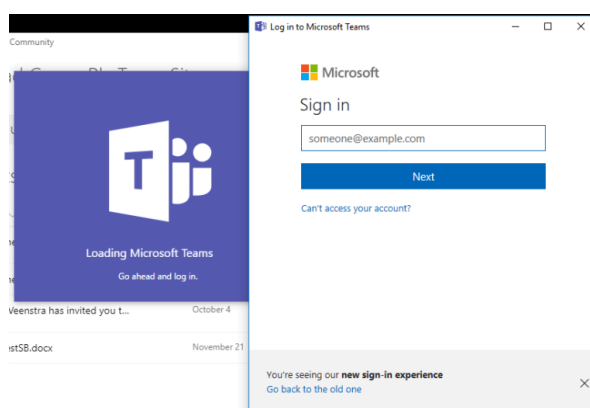 Community
T
Loading Microsoft Teams
Go ahead and log in.
Veenstra has invited you t...
October 4
estSB.docx
November 21
Log in to Microsoft Teams
Microsoft
Sign in
someone@example.com
Next
Can't access your account?
You're seeing our new sign-in experience
Go back to the old one